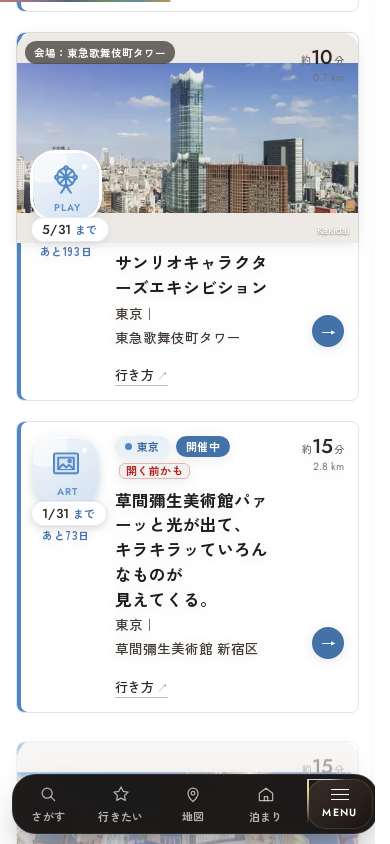 会場：東急歌舞伎町タワー
約10分
0.7 km
PLAY
5/31 まで
あと193日
Kakidai
サンリオキャラクタ
ーズエキシビション
東京｜
東急歌舞伎町タワー
→
行き方 ↗
ART
1/31 まで
あと73日
東京
開催中
開く前かも
約15分
2.8 km
草間彌生美術館パァ
ーッと光が出て、
キラキラッていろん
なものが
見えてくる。
東京｜
草間彌生美術館 新宿区
→
行き方 ↗
約15分
さがす
行きたい
地図
泊まり
MENU